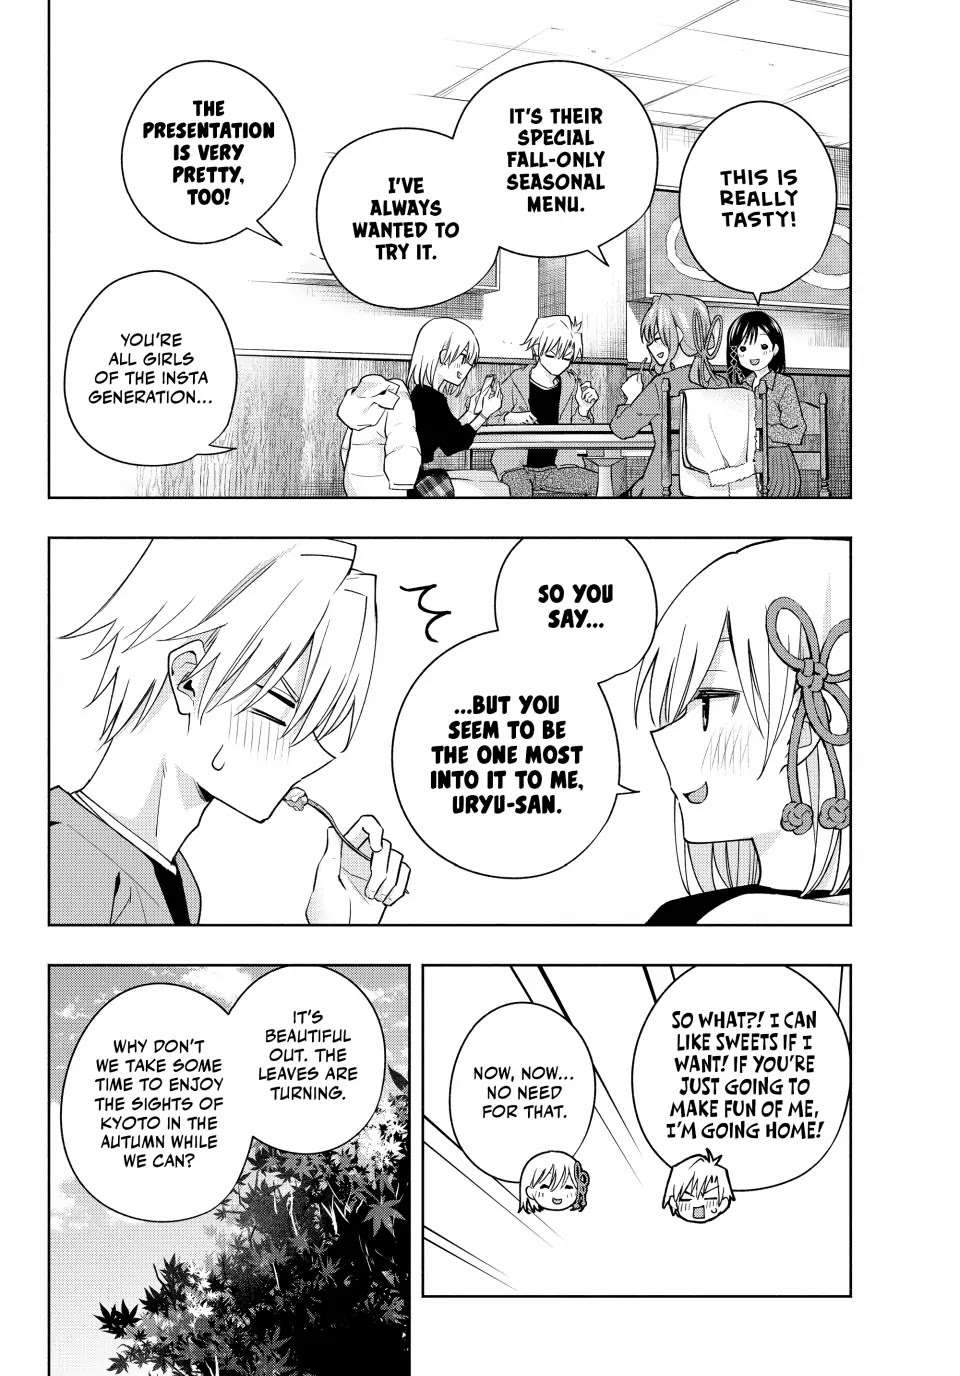 THIS IS
REALLY
TASTY!
IT'S THEIR
SPECIAL
FALL-ONLY
SEASONAL
MENU.
I'VE
ALWAYS
WANTED TO
TRY IT.
THE
PRESENTATION
IS VERY
PRETTY,
TOO!
YOU'RE
ALL GIRLS
OF THE INSTA
GENERATION...
SO YOU
SAY...
...BUT YOU
SEEM TO BE
THE ONE MOST
INTO IT TO ME,
URYU-SAN.
SO WHAT?! I CAN
LIKE SWEETS IF I
WANT! IF YOU'RE
JUST GOING TO
MAKE FUN OF ME,
I'M GOING HOME!
NOW, NOW...
NO NEED
FOR THAT.
IT'S
BEAUTIFUL
OUT. THE
LEAVES ARE
TURNING.
WHY DON'T
WE TAKE SOME
TIME TO ENJOY
THE SIGHTS OF
KYOTO IN THE
AUTUMN WHILE
WE CAN?